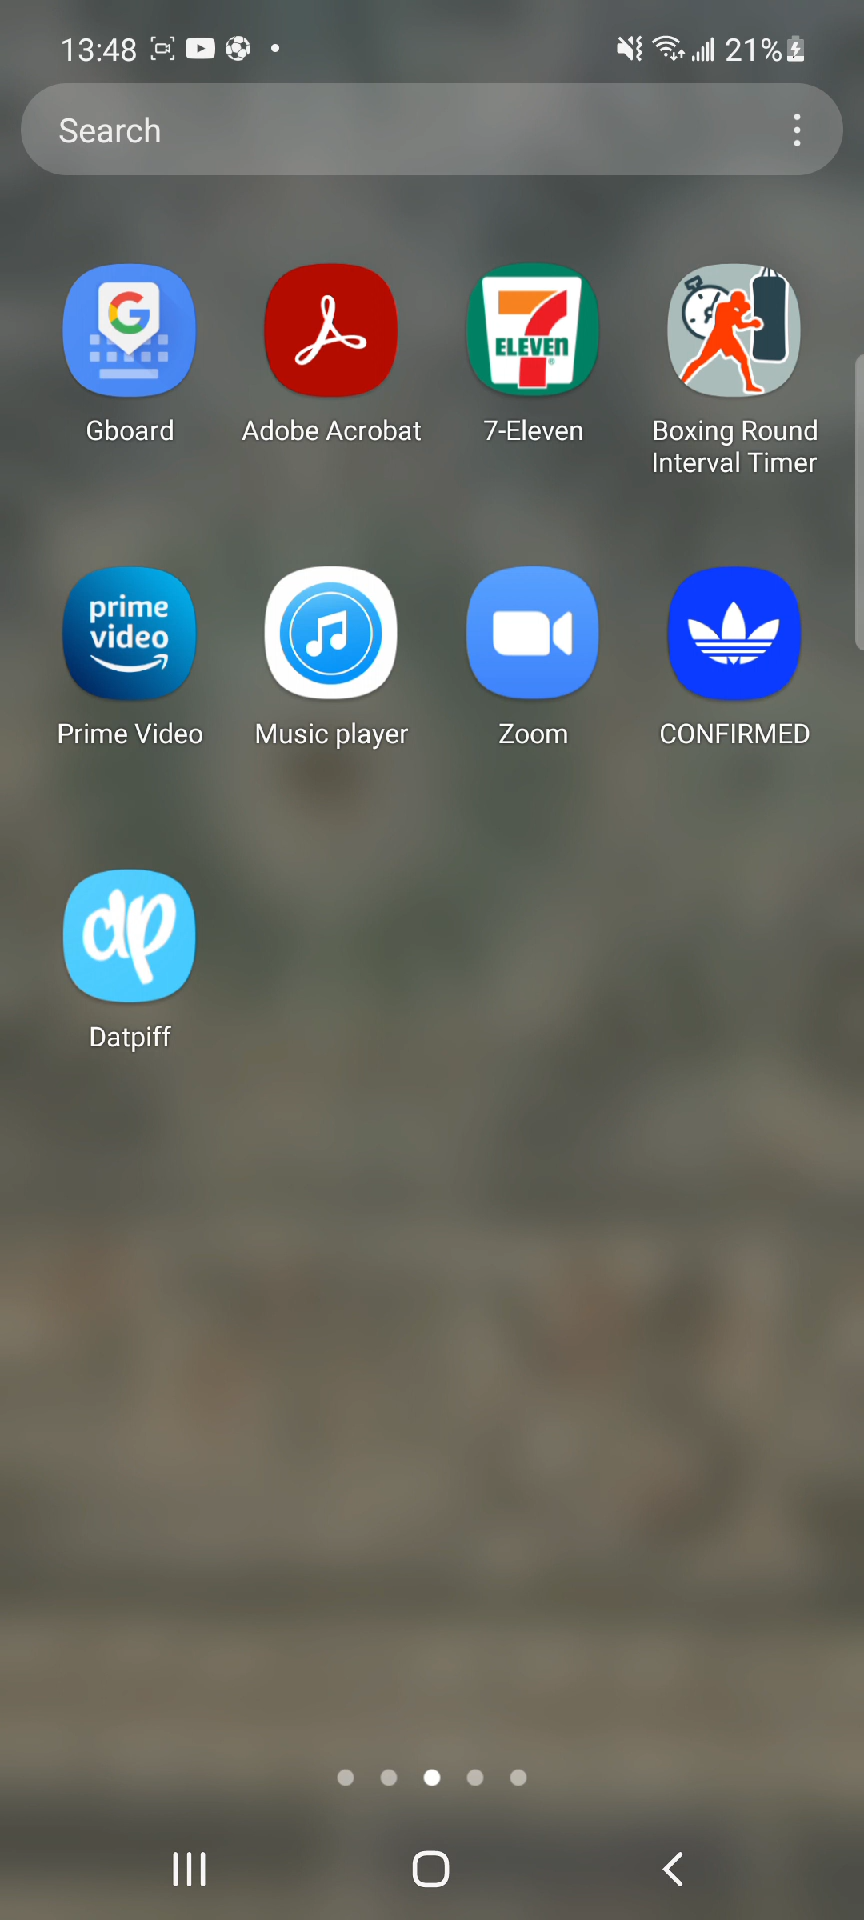 13:48
21%
Search
ELEVEN
Gboard
Adobe Acrobat
7-Eleven
Boxing Round
Interval Timer
prime
video
Prime Video
Music player
Zoom
CONFIRMED
dp
Datpiff